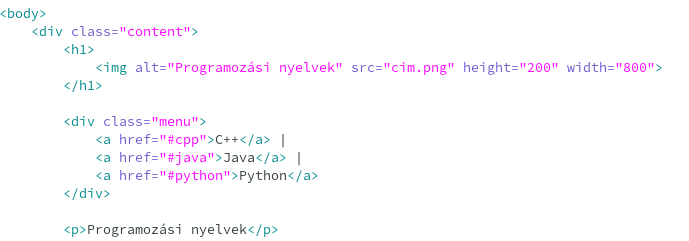 <body>
<div class="content">
<h1>
<img alt="Programozási nyelvek" src="cim.png" height="200" width="800">
</h1>
<div class="menu">
<a href="#cpp">C++</a> |
<a href="#java">Java</a> |
<a href="#python">Python</a>
</div>
<p>Programozási nyelvek</p>